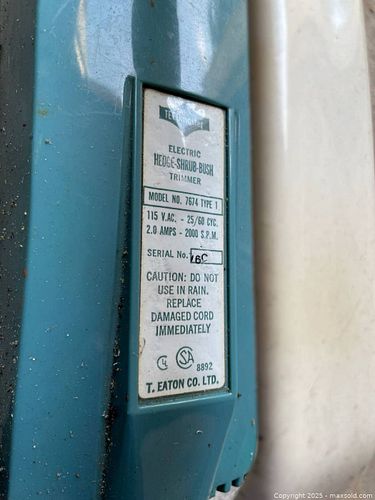 ELECTRIC
HEDGE-SHRUB-BUSH
TRIMMER
MODEL NO. 7674 TYPE 1
115 V.AC. - 25/60 CYC.
2.0 AMPS - 2000 S.P.M.
SERIAL No.
CAUTION: DO NOT
USE IN RAIN.
REPLACE
DAMAGED CORD
IMMEDIATELY
8892
T. EATON CO. LTD.
Copyright 2025 - maxsold.com